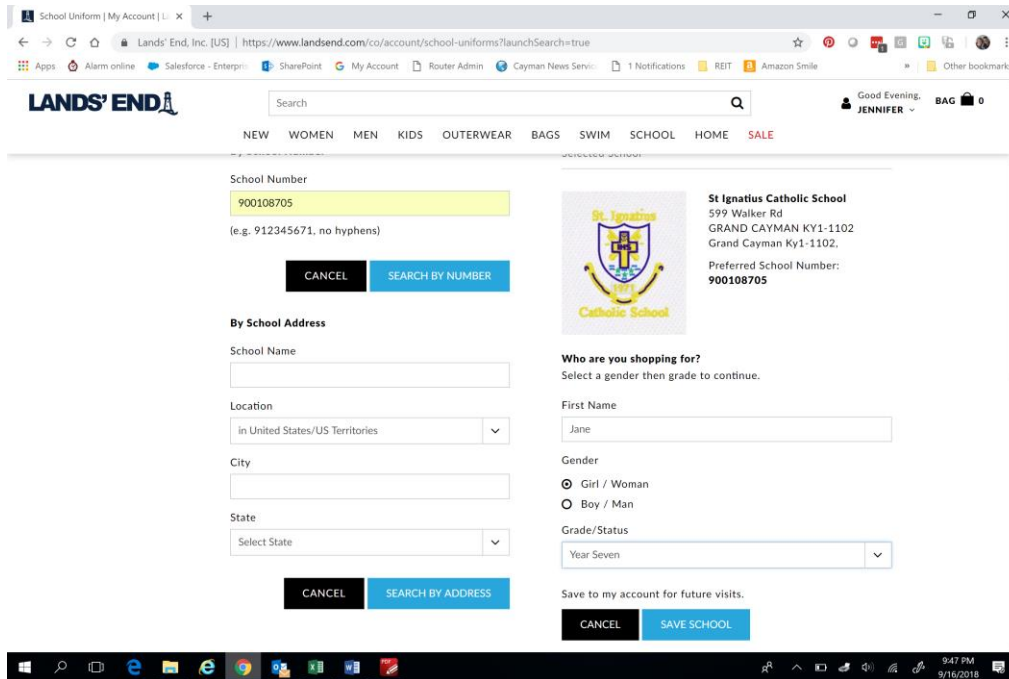 School Uniform | My Account | La
Lands' End, Inc. [US] | https://www.landsend.com/co/account/school-uniforms?launchSearch=true
Apps Alarm online Salesforce - Enterpris SharePoint My Account Router Admin Cayman News Servic 1 Notifications REIT Amazon Smile » Other bookmark
LANDS' END
Search
Good Evening,
JENNIFER
BAG 0
NEW WOMEN MEN KIDS OUTERWEAR BAGS SWIM SCHOOL HOME SALE
By School Number
School Number
900108705
(e.g. 912345671, no hyphens)
CANCEL SEARCH BY NUMBER
By School Address
School Name
Location
in United States/US Territories
City
State
Select State
CANCEL SEARCH BY ADDRESS
Selected School
St. Ignatius
IHS
1971
Catholic School
St Ignatius Catholic School
599 Walker Rd
GRAND CAYMAN KY1-1102
Grand Cayman Ky1-1102,
Preferred School Number:
900108705
Who are you shopping for?
Select a gender then grade to continue.
First Name
Jane
Gender
Girl / Woman
Boy / Man
Grade/Status
Year Seven
Save to my account for future visits.
CANCEL SAVE SCHOOL
9:47 PM
9/16/2018